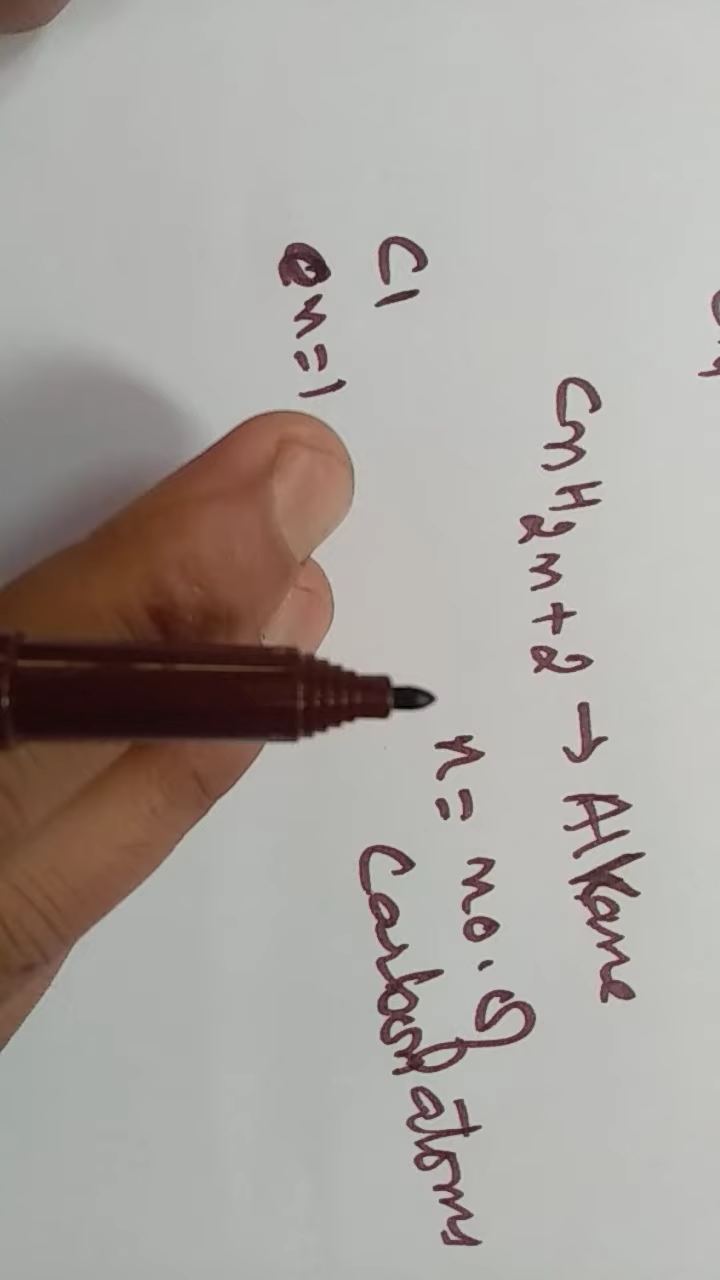 CnH2n+2 → Alkane
n = no. of
Carbon atoms
C1
n=1